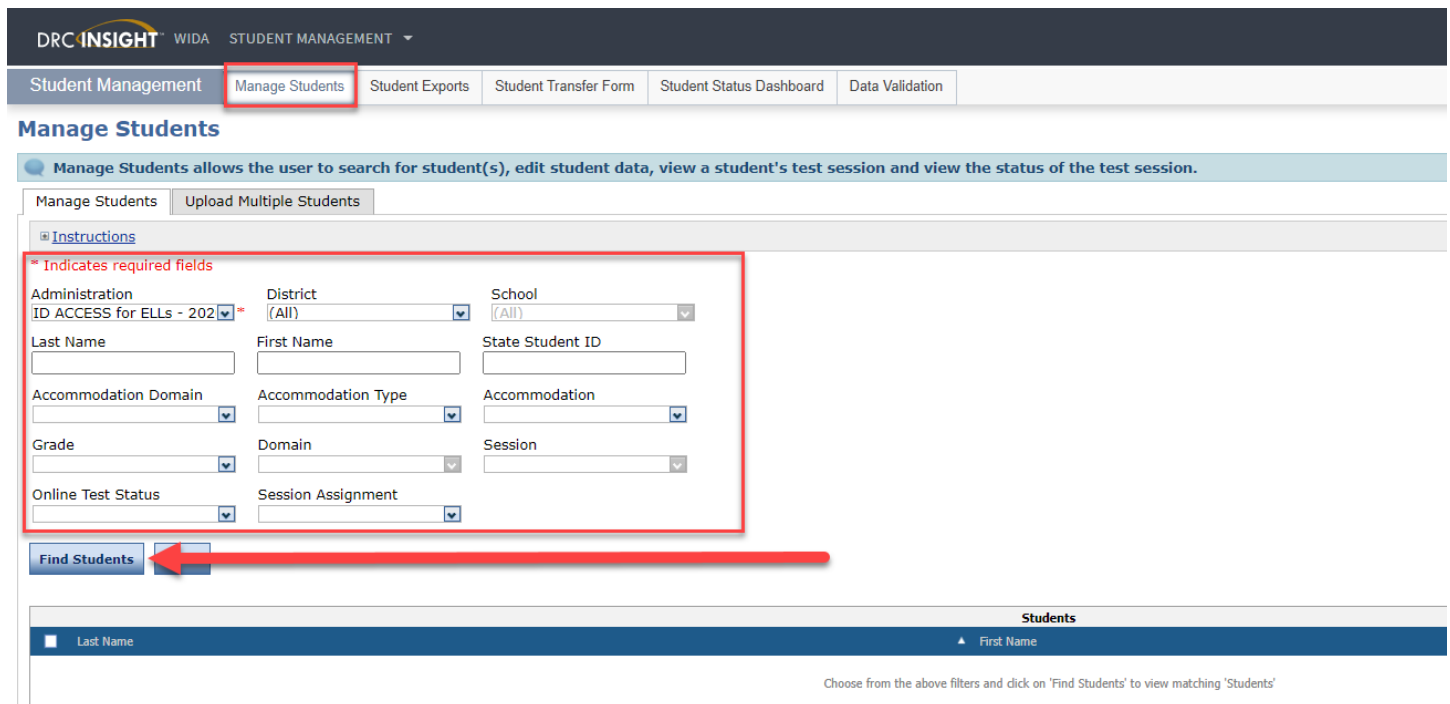 DRC INSIGHT™ WIDA STUDENT MANAGEMENT
Student Management Manage Students Student Exports Student Transfer Form Student Status Dashboard Data Validation
Manage Students
Manage Students allows the user to search for student(s), edit student data, view a student's test session and view the status of the test session.
Manage Students Upload Multiple Students
Instructions
* Indicates required fields
Administration District School
ID ACCESS for ELLs - 202 * (All) (All)
Last Name First Name State Student ID
Accommodation Domain Accommodation Type Accommodation
Grade Domain Session
Online Test Status Session Assignment
Find Students
Students
Last Name First Name
Choose from the above filters and click on 'Find Students' to view matching 'Students'